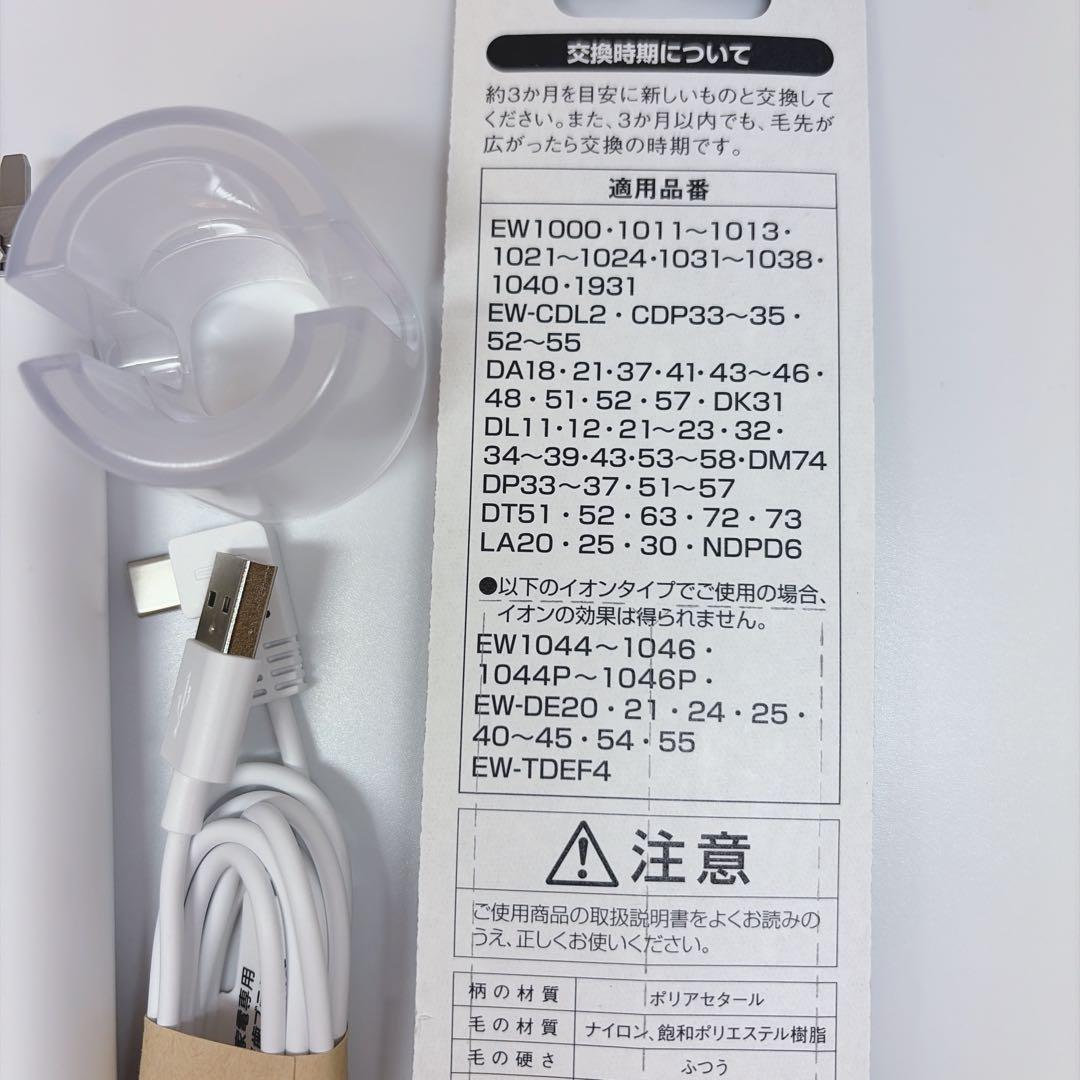 交換時期について
約3か月を目安に新しいものと交換して
ください。また、3か月以内でも、毛先が
広がったら交換の時期です。
適用品番
EW1000・1011～1013・
1021～1024・1031～1038・
1040・1931
EW-CDL2・CDP33～35・
52～55
DA18・21・37・41・43～46・
48・51・52・57・DK31
DL11・12・21～23・32・
34～39・43・53～58・DM74
DP33～37・51～57
DT51・52・63・72・73
LA20・25・30・NDPD6
●以下のイオンタイプでご使用の場合、
イオンの効果は得られません。
EW1044～1046・
1044P～1046P・
EW-DE20・21・24・25・
40～45・54・55
EW-TDEF4
注意
ご使用商品の取扱説明書をよくお読みの
うえ、正しくお使いください。
柄の材質 ポリアセタール
毛の材質 ナイロン、飽和ポリエステル樹脂
毛の硬さ ふつう
家電専用